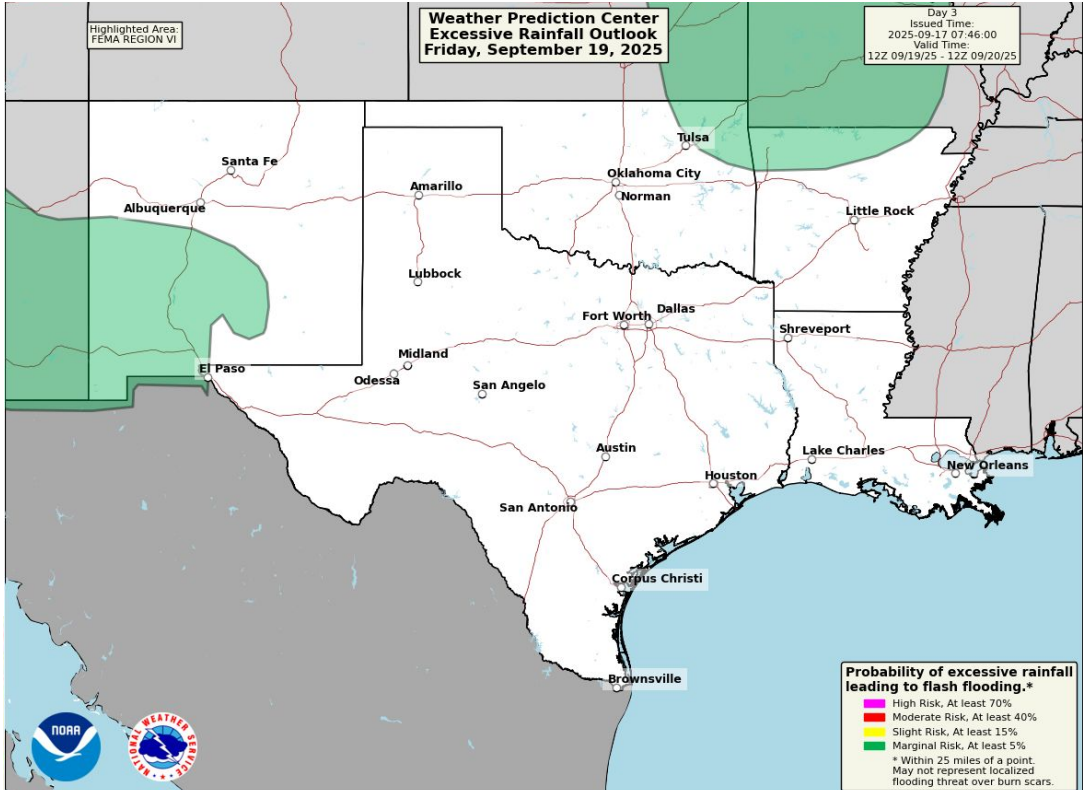 Highlighted Area:
FEMA REGION VI
Weather Prediction Center
Excessive Rainfall Outlook
Friday, September 19, 2025
Day 3
Issued Time:
2025-09-17 07:46:00
Valid Time:
12Z 09/19/25 - 12Z 09/20/25
Tulsa
Santa Fe
Oklahoma City
Amarillo
Norman
Albuquerque
Little Rock
Lubbock
Fort Worth
Dallas
Shreveport
Midland
El Paso
Odessa
San Angelo
Austin
Lake Charles
New Orleans
Houston
San Antonio
Corpus Christi
Brownsville
Probability of excessive rainfall
leading to flash flooding.*
High Risk, At least 70%
Moderate Risk, At least 40%
Slight Risk, At least 15%
Marginal Risk, At least 5%
* Within 25 miles of a point.
May not represent localized
flooding threat over burn scars.
NOAA
NATIONAL WEATHER SERVICE